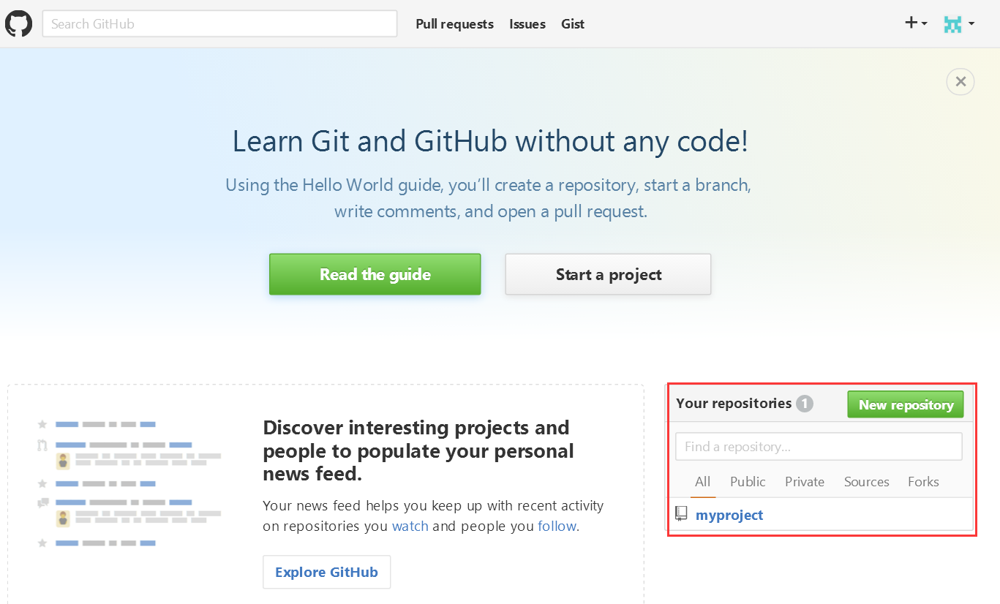 Search GitHub
Pull requests
Issues
Gist
Learn Git and GitHub without any code!
Using the Hello World guide, you’ll create a repository, start a branch,
write comments, and open a pull request.
Read the guide
Start a project
Discover interesting projects and
people to populate your personal
news feed.
Your news feed helps you keep up with recent activity
on repositories you watch and people you follow.
Explore GitHub
Your repositories 1
New repository
Find a repository...
All
Public
Private
Sources
Forks
myproject